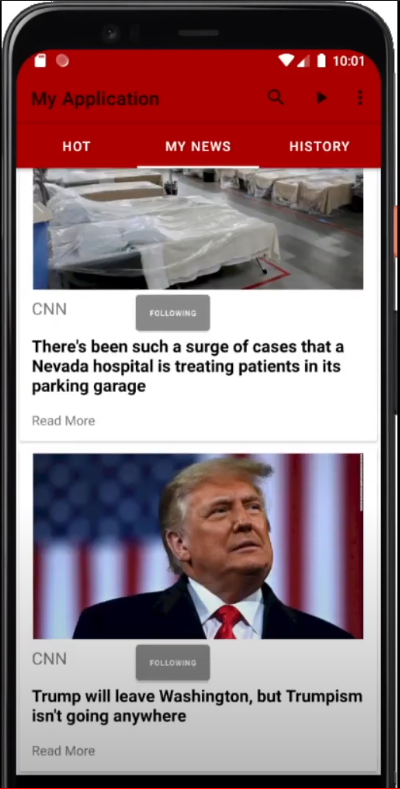 10:01
My Application
HOT MY NEWS HISTORY
CNN FOLLOWING
There's been such a surge of cases that a
Nevada hospital is treating patients in its
parking garage
Read More
CNN FOLLOWING
Trump will leave Washington, but Trumpism
isn't going anywhere
Read More